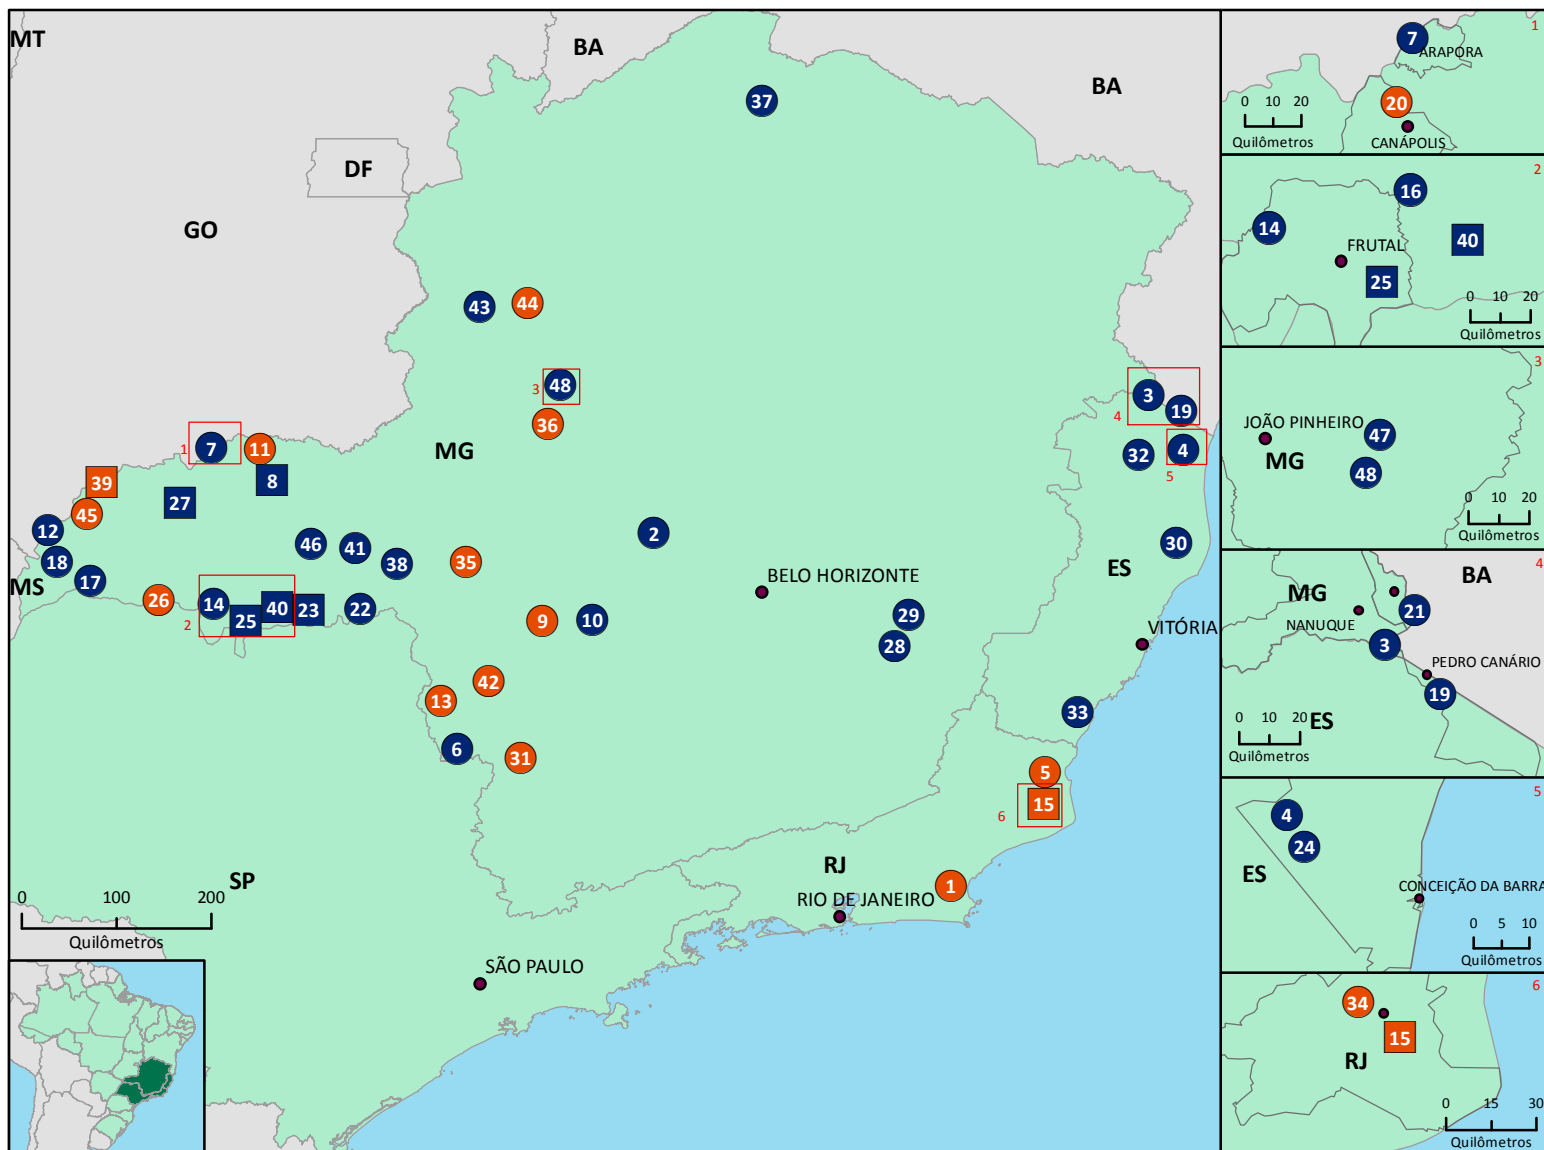 MT
BA
BA
37
DF
GO
43
44
3
48
36
MG
4
3
19
32
4
5
1
7
11
39
8
27
45
12
18
17
MS
46
41
38
35
2
BELO HORIZONTE
ES
30
26
14
25
40
23
22
2
9
10
29
28
VITÓRIA
42
13
6
31
33
5
15
6
RJ
1
RIO DE JANEIRO
SP
0 100 200
Quilômetros
SÃO PAULO
1
7
ARAPORA
20
0 10 20
Quilômetros
CANÁPOLIS
2
16
14
40
FRUTAL
25
0 10 20
Quilômetros
3
JOÃO PINHEIRO
47
MG
48
0 10 20
Quilômetros
4
BA
MG
21
NANUQUE
3
PEDRO CANÁRIO
19
0 10 20
ES
Quilômetros
5
4
24
ES
CONCEIÇÃO DA BARRA
0 5 10
Quilômetros
6
34
15
RJ
0 15 30
Quilômetros